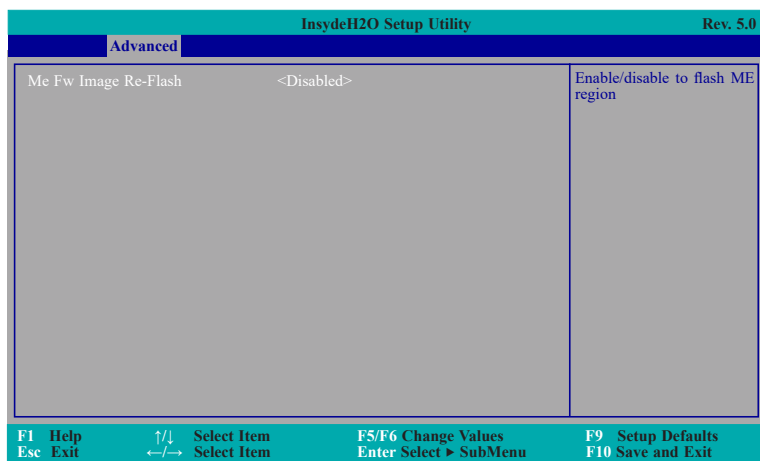 InsydeH2O Setup Utility Rev. 5.0
Advanced
Me Fw Image Re-Flash <Disabled>
Enable/disable to flash ME
region
F1 Help ↑/↓ Select Item F5/F6 Change Values F9 Setup Defaults
Esc Exit ←/→ Select Item Enter Select ▶ SubMenu F10 Save and Exit